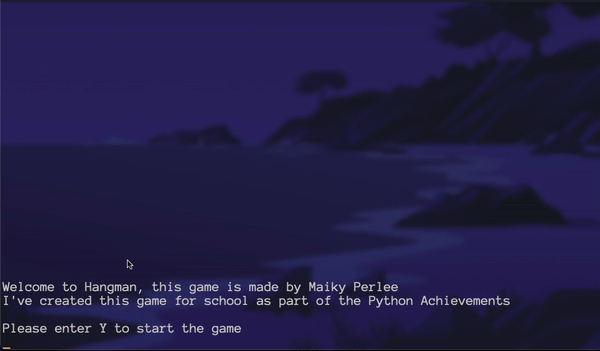 Welcome to Hangman, this game is made by Maiky Perlee
I've created this game for school as part of the Python Achievements
Please enter Y to start the game